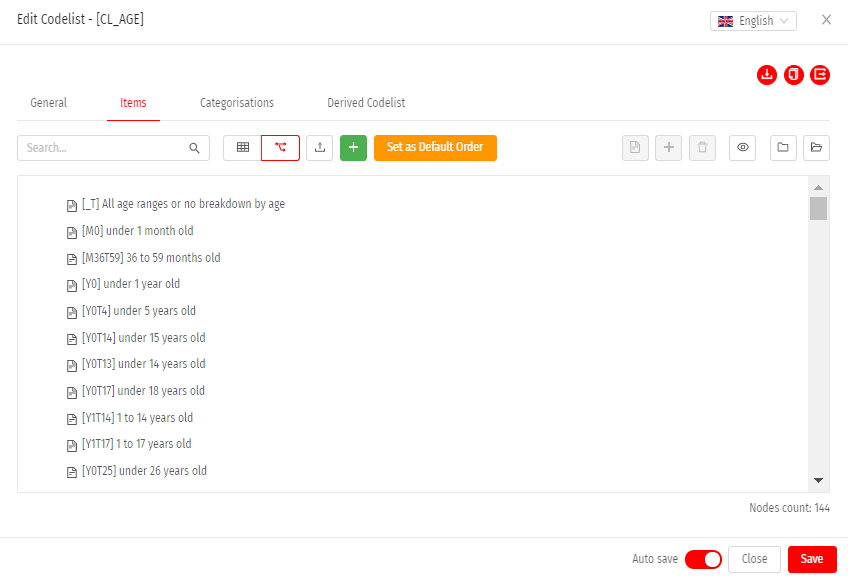 Edit Codelist - [CL_AGE]
English
General
Items
Categorisations
Derived Codelist
Search...
Set as Default Order
[_T] All age ranges or no breakdown by age
[M0] under 1 month old
[M36T59] 36 to 59 months old
[Y0] under 1 year old
[Y0T4] under 5 years old
[Y0T14] under 15 years old
[Y0T13] under 14 years old
[Y0T17] under 18 years old
[Y1T14] 1 to 14 years old
[Y1T17] 1 to 17 years old
[Y0T25] under 26 years old
Nodes count: 144
Auto save
Close
Save